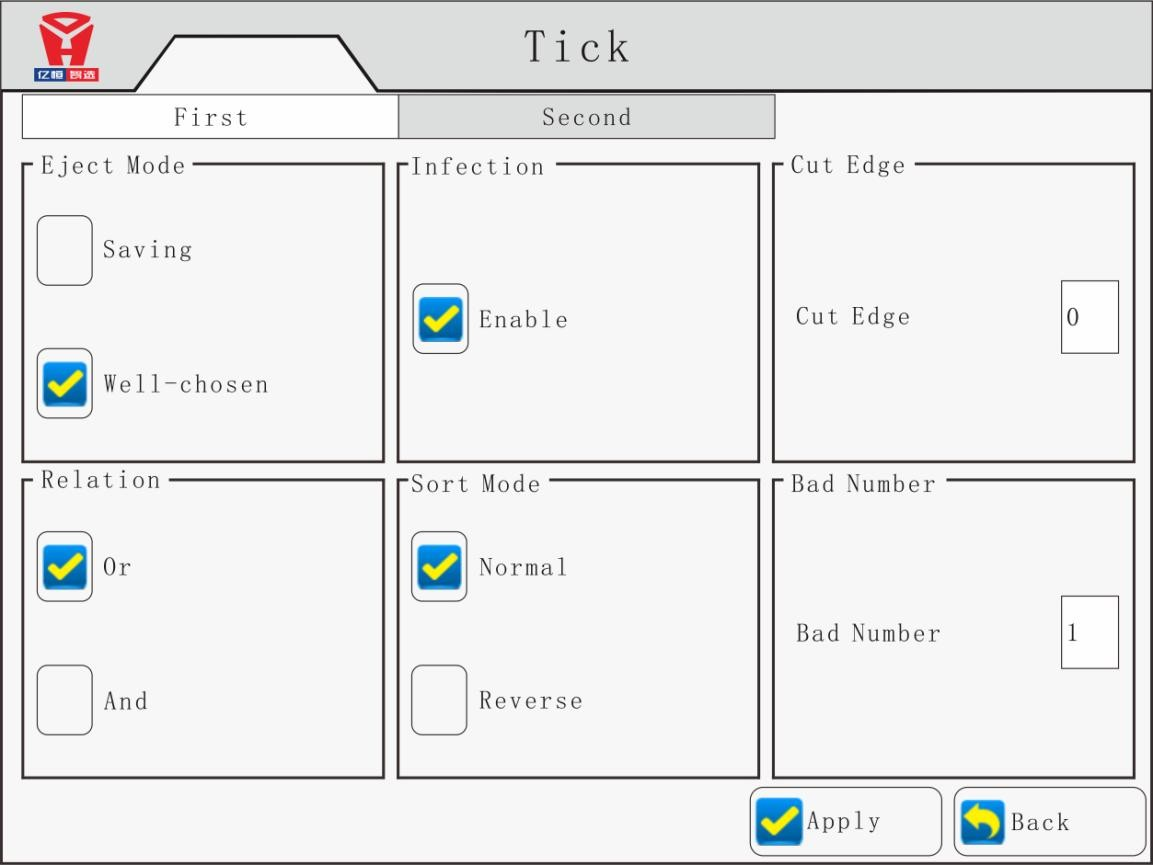 亿恒智选
Tick
First
Second
Eject Mode
Saving
Well-chosen
Infection
Enable
Cut Edge
Cut Edge
0
Relation
Or
And
Sort Mode
Normal
Reverse
Bad Number
Bad Number
1
Apply
Back